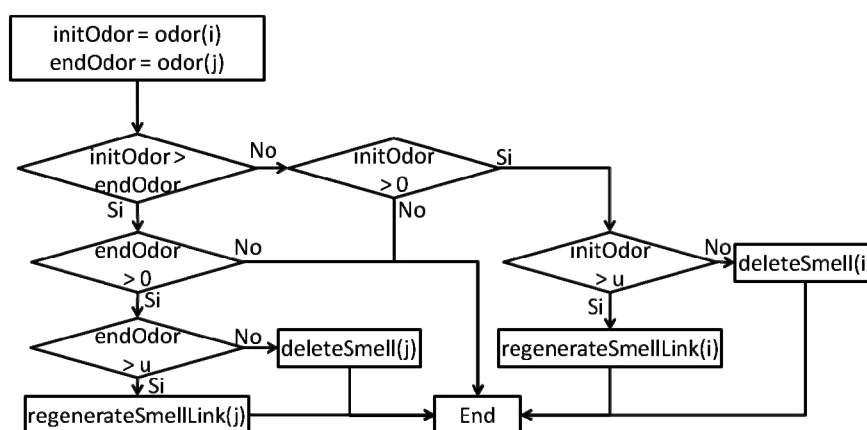 initOdor = odor(i)
endOdor = odor(j)
initOdor >
endOdor
No
Si
initOdor
> 0
Si
No
endOdor
> 0
No
Si
initOdor
> u
No
Si
deleteSmell(i
endOdor
> u
No
Si
deleteSmell(j)
regenerateSmellLink(i)
regenerateSmellLink(j)
End